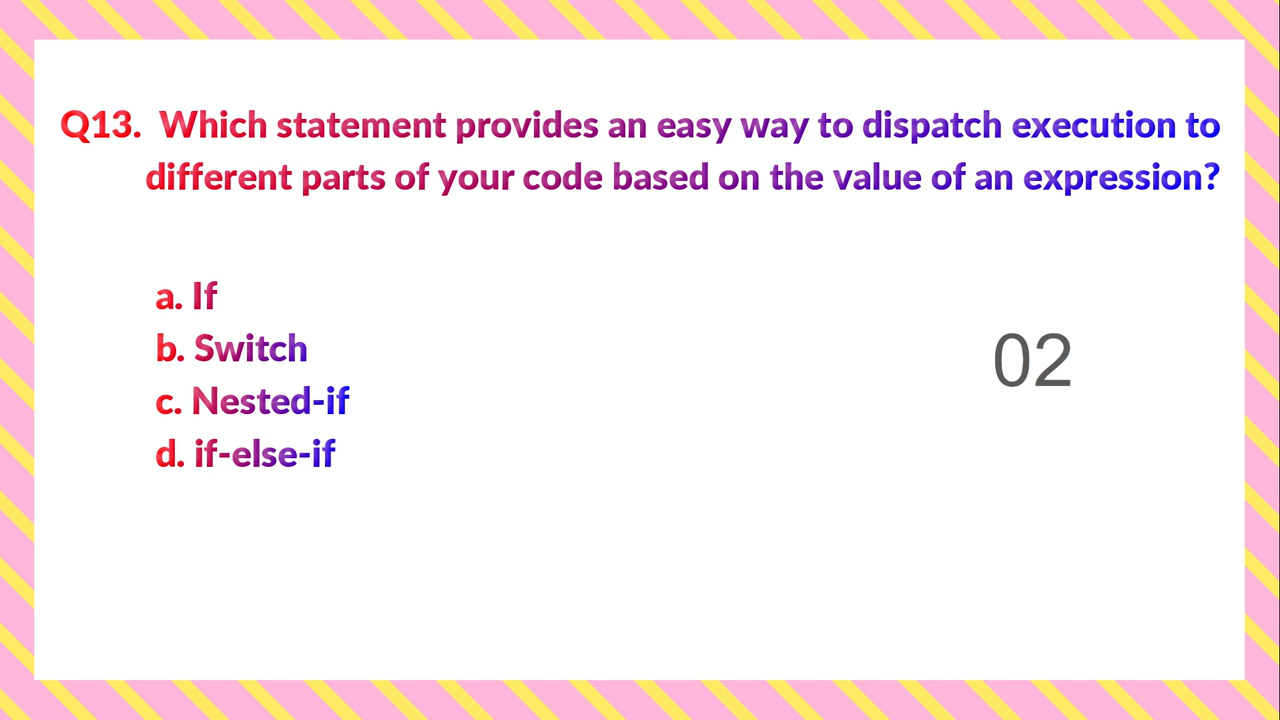 Q13. Which statement provides an easy way to dispatch execution to
different parts of your code based on the value of an expression?
a. If
b. Switch
c. Nested-if
d. if-else-if
02